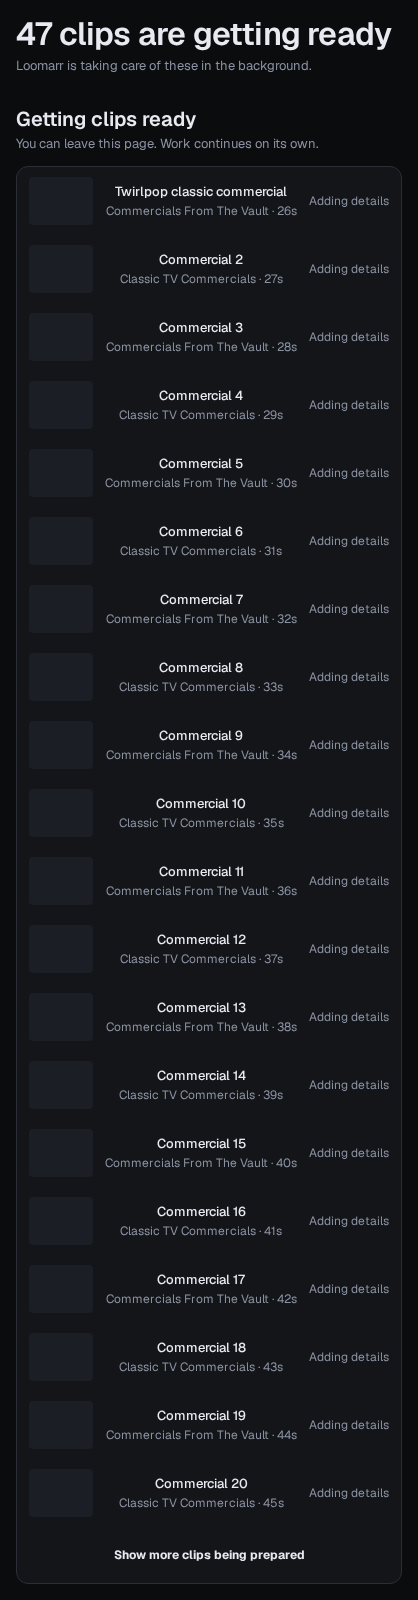 47 clips are getting ready
Loomarr is taking care of these in the background.
Getting clips ready
You can leave this page. Work continues on its own.
Twirlpop classic commercial
Commercials From The Vault · 26s
Adding details
Commercial 2
Classic TV Commercials · 27s
Adding details
Commercial 3
Commercials From The Vault · 28s
Adding details
Commercial 4
Classic TV Commercials · 29s
Adding details
Commercial 5
Commercials From The Vault · 30s
Adding details
Commercial 6
Classic TV Commercials · 31s
Adding details
Commercial 7
Commercials From The Vault · 32s
Adding details
Commercial 8
Classic TV Commercials · 33s
Adding details
Commercial 9
Commercials From The Vault · 34s
Adding details
Commercial 10
Classic TV Commercials · 35s
Adding details
Commercial 11
Commercials From The Vault · 36s
Adding details
Commercial 12
Classic TV Commercials · 37s
Adding details
Commercial 13
Commercials From The Vault · 38s
Adding details
Commercial 14
Classic TV Commercials · 39s
Adding details
Commercial 15
Commercials From The Vault · 40s
Adding details
Commercial 16
Classic TV Commercials · 41s
Adding details
Commercial 17
Commercials From The Vault · 42s
Adding details
Commercial 18
Classic TV Commercials · 43s
Adding details
Commercial 19
Commercials From The Vault · 44s
Adding details
Commercial 20
Classic TV Commercials · 45s
Adding details
Show more clips being prepared